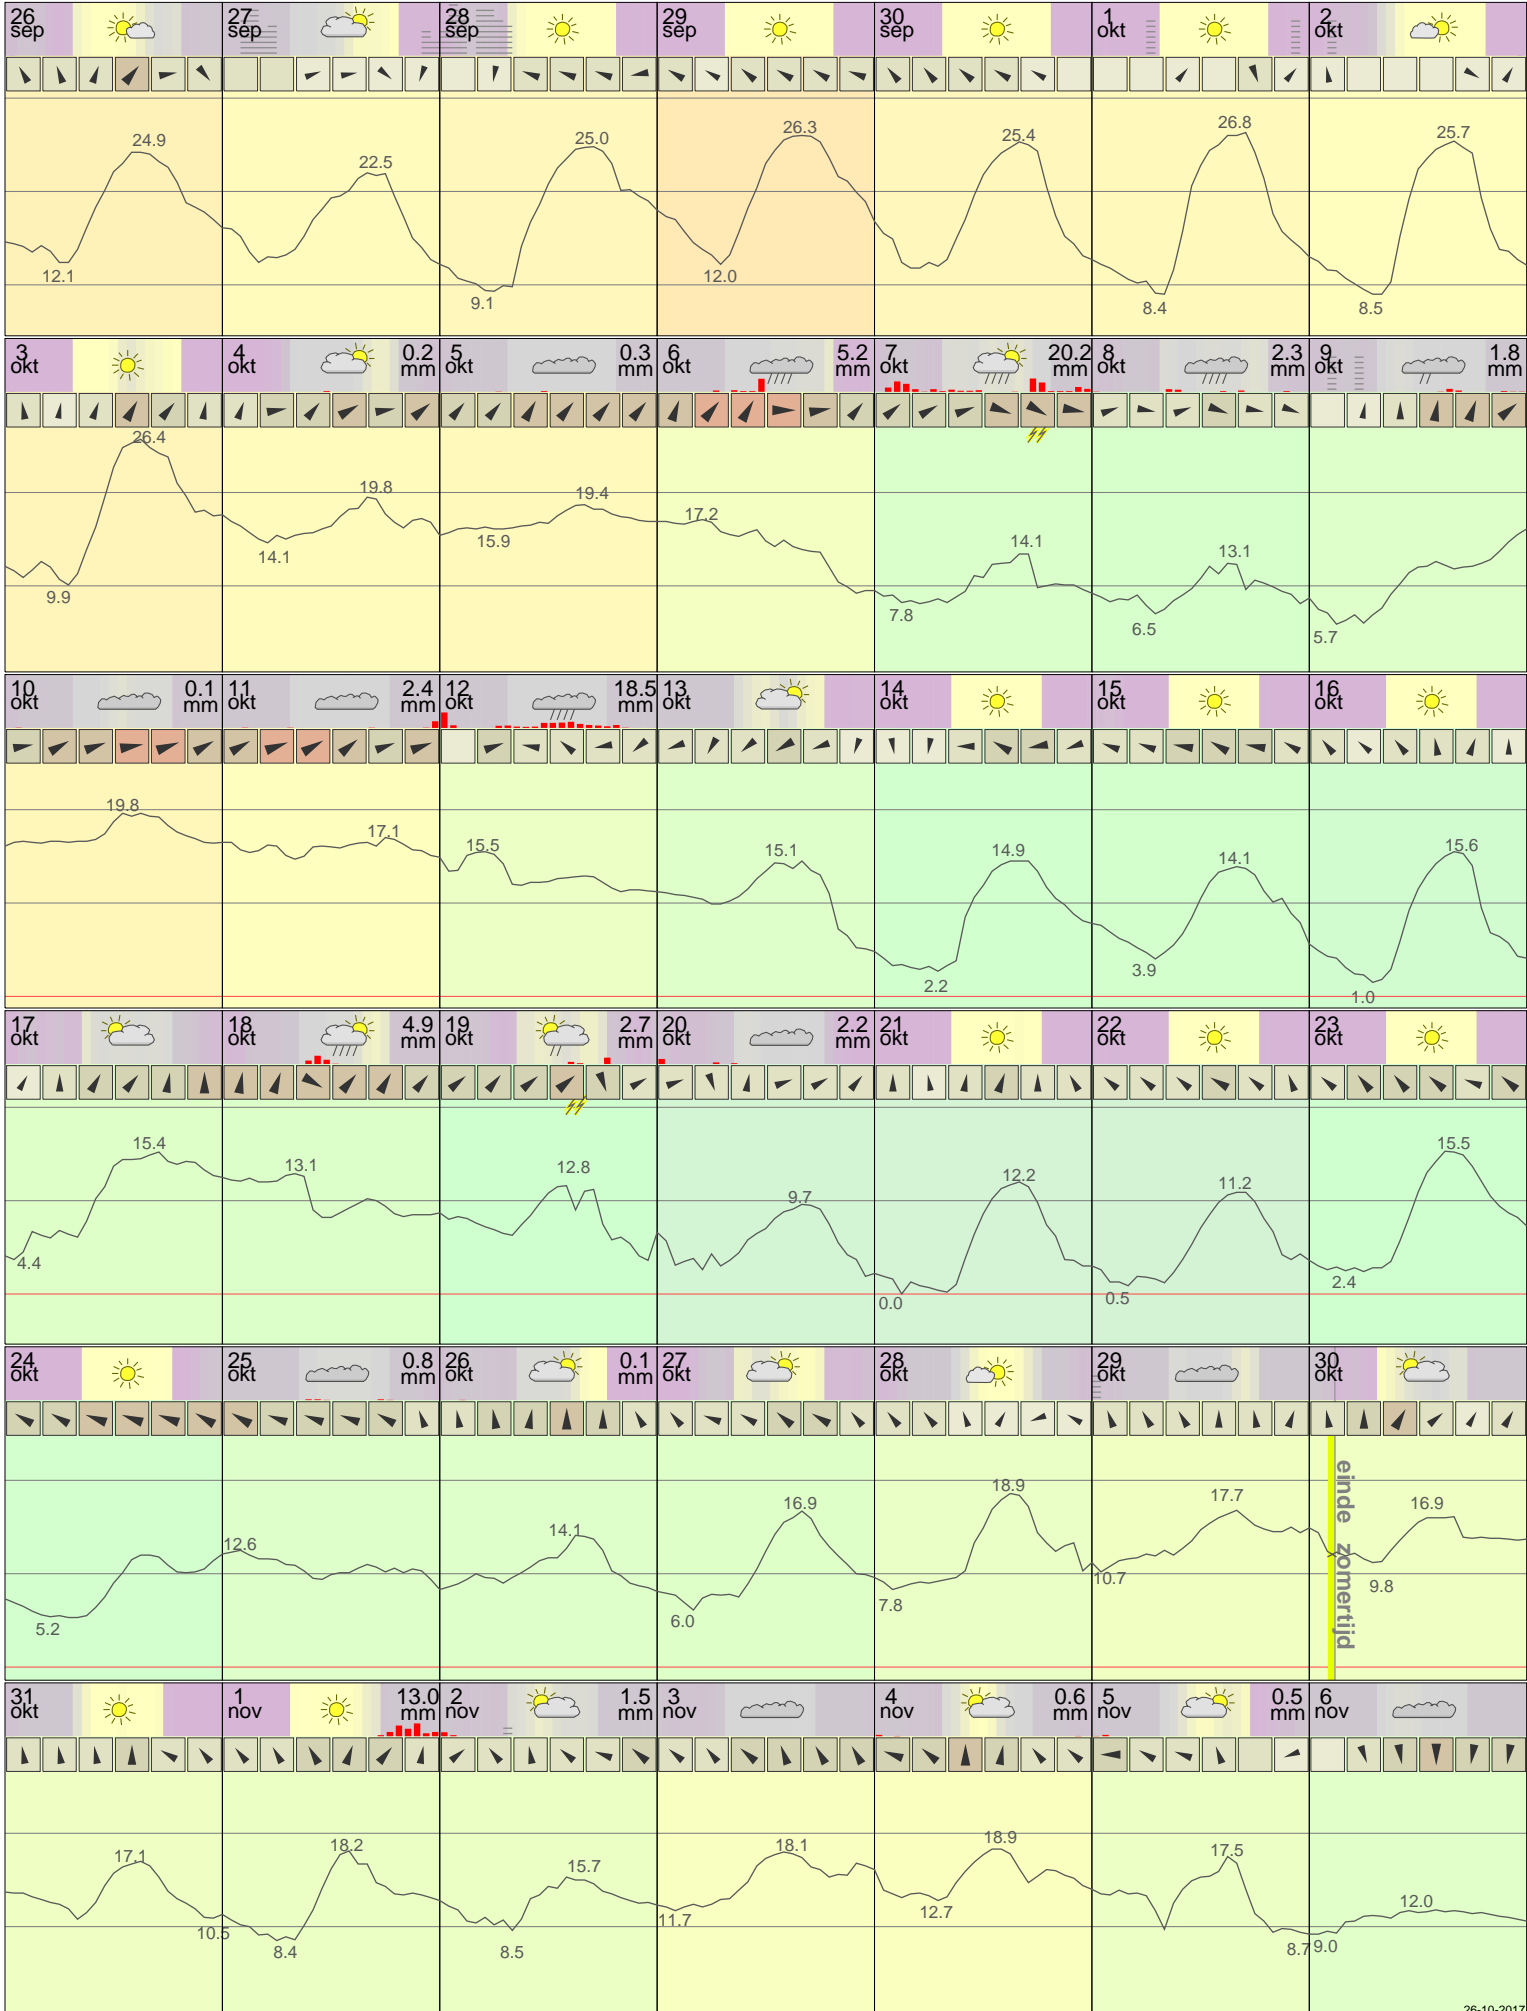 26 27 28 29 30 1 2
sep sep sep sep sep okt okt
24.9 22.5 25.0 26.3 25.4 26.8 25.7
12.1 9.1 12.0 8.4 8.5
3 4 0.2 5 0.3 6 5.2 7 20.2 8 2.3 9 1.8
okt okt mm okt mm okt mm okt mm okt mm okt mm
26.4 19.8 19.4 17.2 14.1 13.1
9.9 14.1 15.9 7.8 6.5 5.7
10 0.1 11 2.4 12 18.5 13 14 15 16
okt mm okt mm okt mm okt okt okt okt
19.8 17.1 15.5 15.1 14.9 14.1 15.6
2.2 3.9 1.0
17 18 4.9 19 2.7 20 2.2 21 22 23
okt okt mm okt mm okt mm okt okt okt
15.4 13.1 12.8 9.7 12.2 11.2 15.5
4.4 0.0 0.5 2.4
24 25 0.8 26 0.1 27 28 29 30
okt okt mm okt mm okt okt okt okt
12.6 14.1 16.9 18.9 17.7 16.9
5.2 6.0 7.8 10.7 9.8
einde zomertijd
31 1 13.0 2 1.5 3 4 0.6 5 0.5 6
okt nov mm nov mm nov nov mm nov mm nov
17.1 18.2 15.7 18.1 18.9 17.5 12.0
10.5 8.4 8.5 11.7 12.7 8.7 9.0
26-10-2017